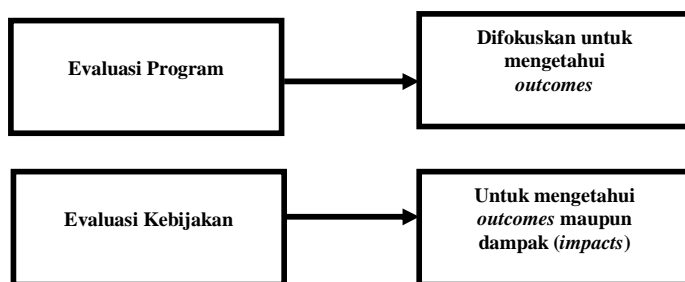 Evaluasi Program
Difokuskan untuk
mengetahui
outcomes
Evaluasi Kebijakan
Untuk mengetahui
outcomes maupun
dampak (impacts)